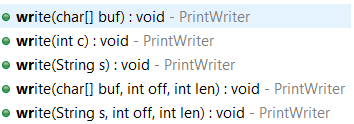 write(char[] buf) : void - PrintWriter
write(int c) : void - PrintWriter
write(String s) : void - PrintWriter
write(char[] buf, int off, int len) : void - PrintWriter
write(String s, int off, int len) : void - PrintWriter